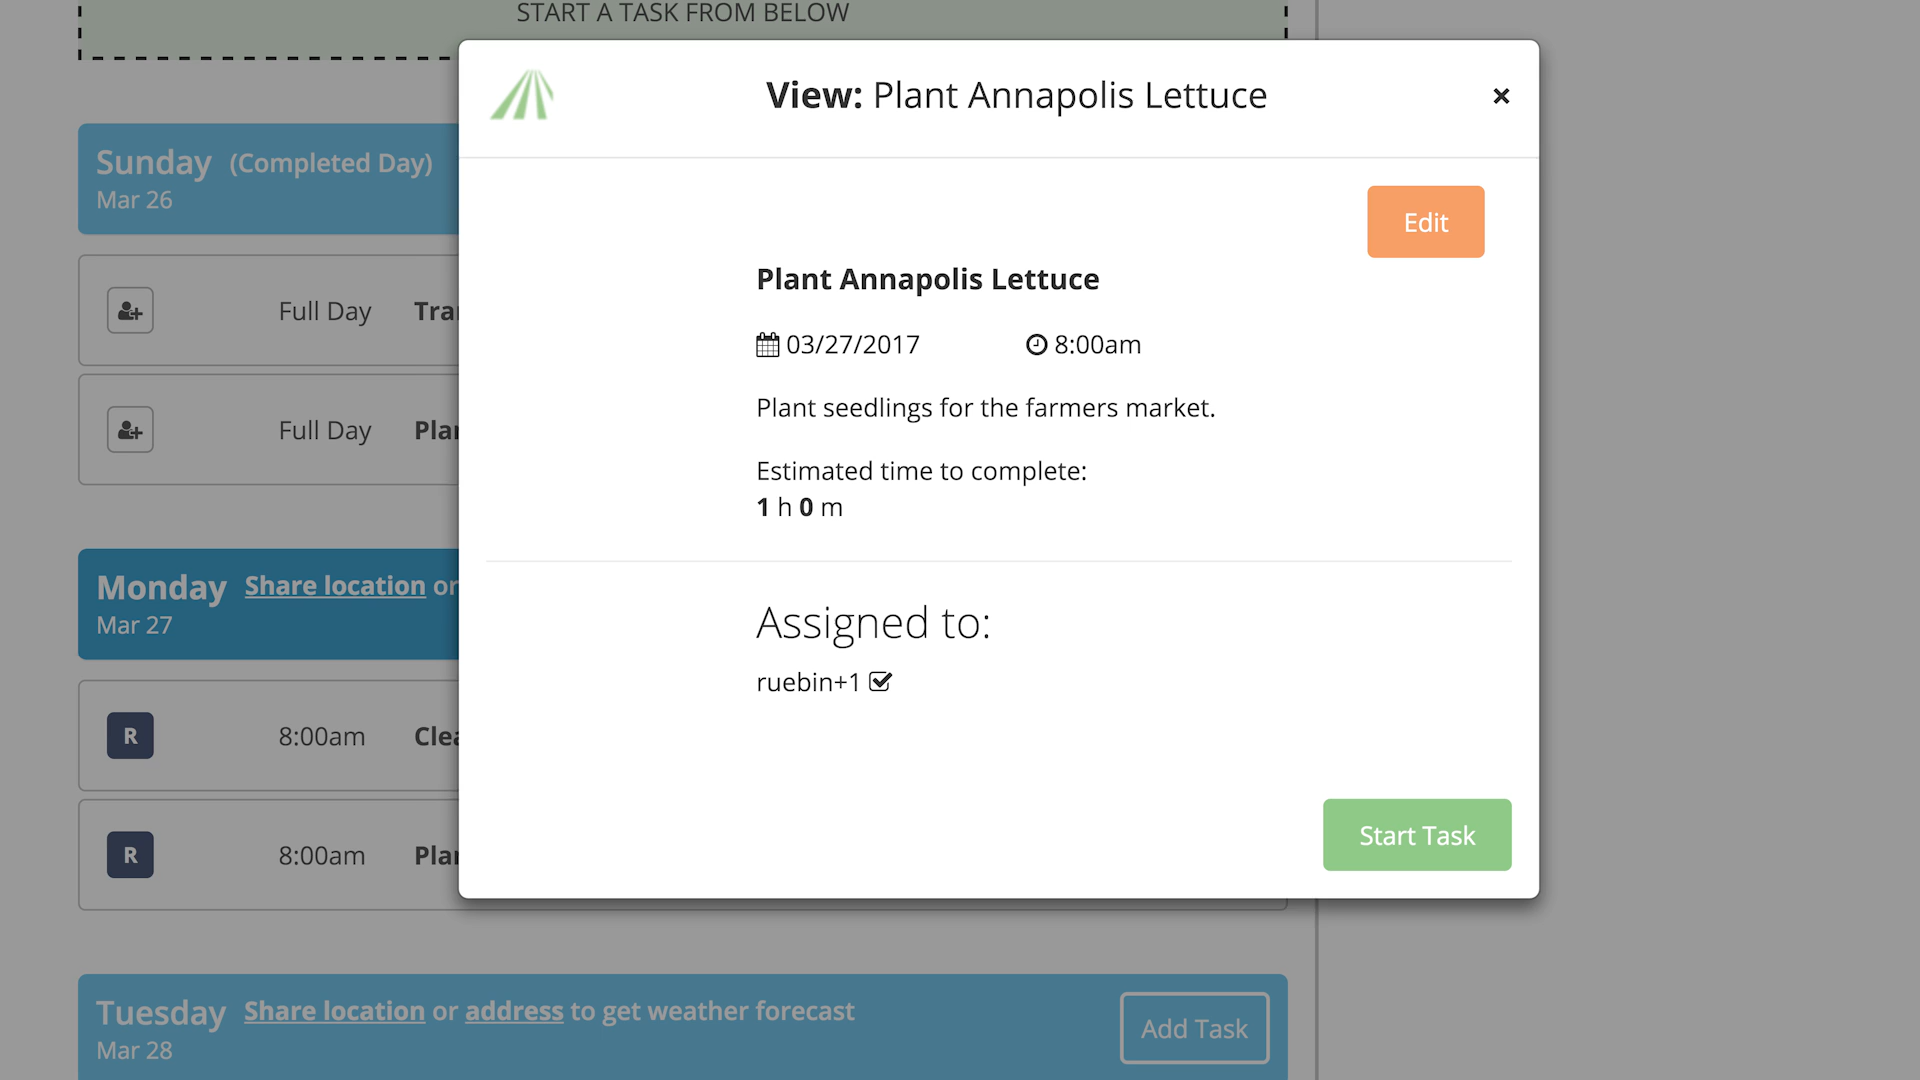 START A TASK FROM BELOW
View: Plant Annapolis Lettuce
×
Sunday (Completed Day)
Mar 26
Edit
Plant Annapolis Lettuce
Full Day
03/27/2017 8:00am
Plant seedlings for the farmers market.
Full Day
Estimated time to complete:
1 h 0 m
Monday Share location or
Mar 27
Assigned to:
ruebin+1
R 8:00am
R 8:00am
Start Task
Tuesday Share location or address to get weather forecast
Mar 28
Add Task